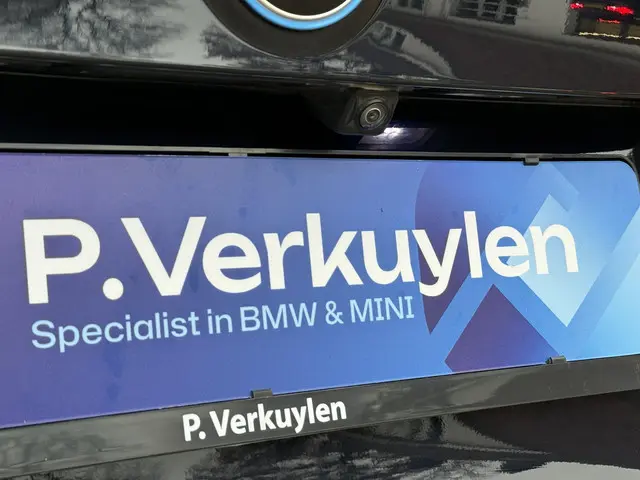 P.Verkuylen
Specialist in BMW & MINI
P. Verkuylen